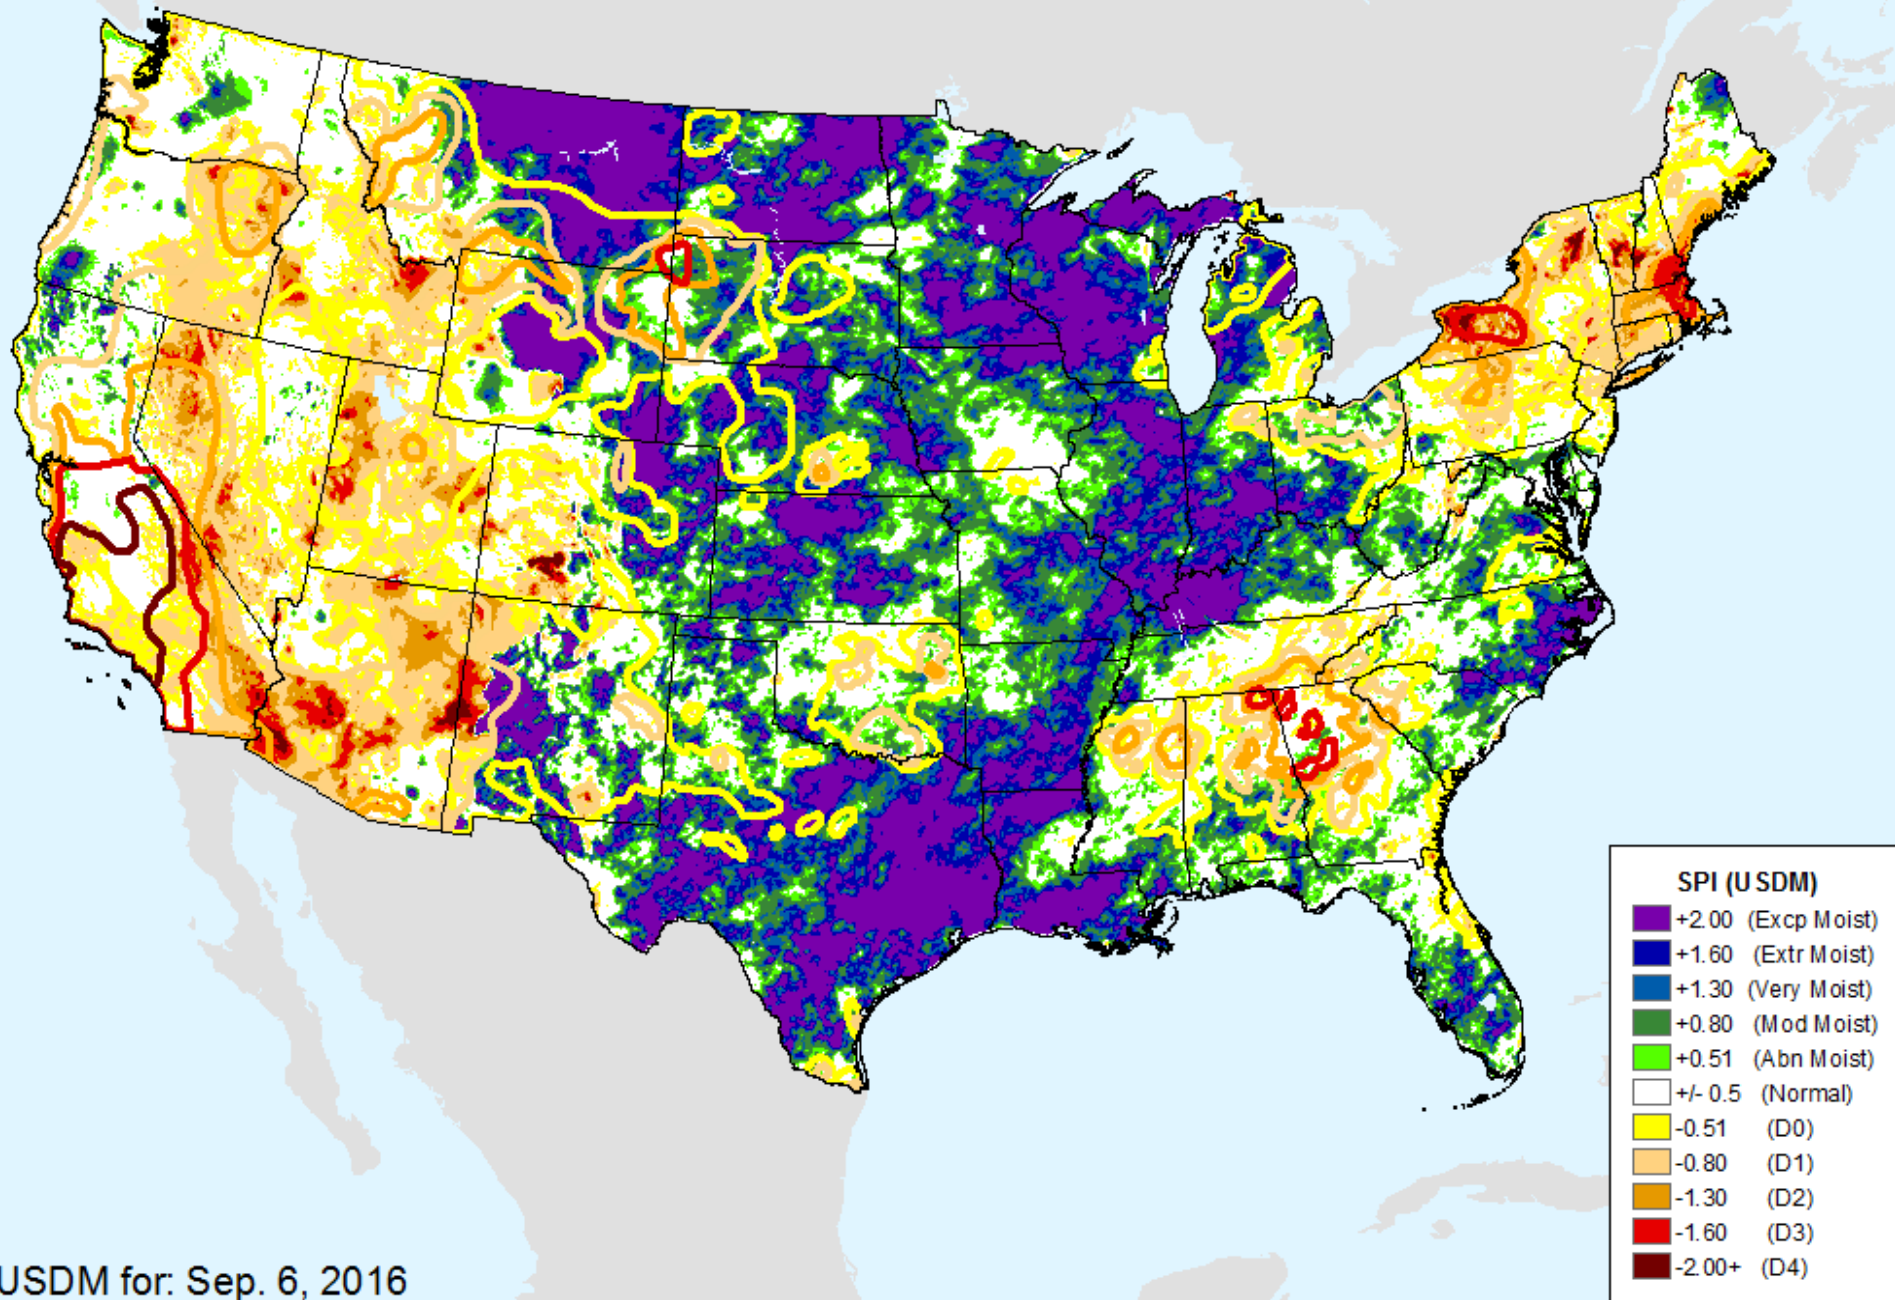 SPI (USDM)
+2.00 (Excp Moist)
+1.60 (Extr Moist)
+1.30 (Very Moist)
+0.80 (Mod Moist)
+0.51 (Abn Moist)
+/- 0.5 (Normal)
-0.51 (D0)
-0.80 (D1)
-1.30 (D2)
-1.60 (D3)
-2.00+ (D4)
USDM for: Sep. 6, 2016